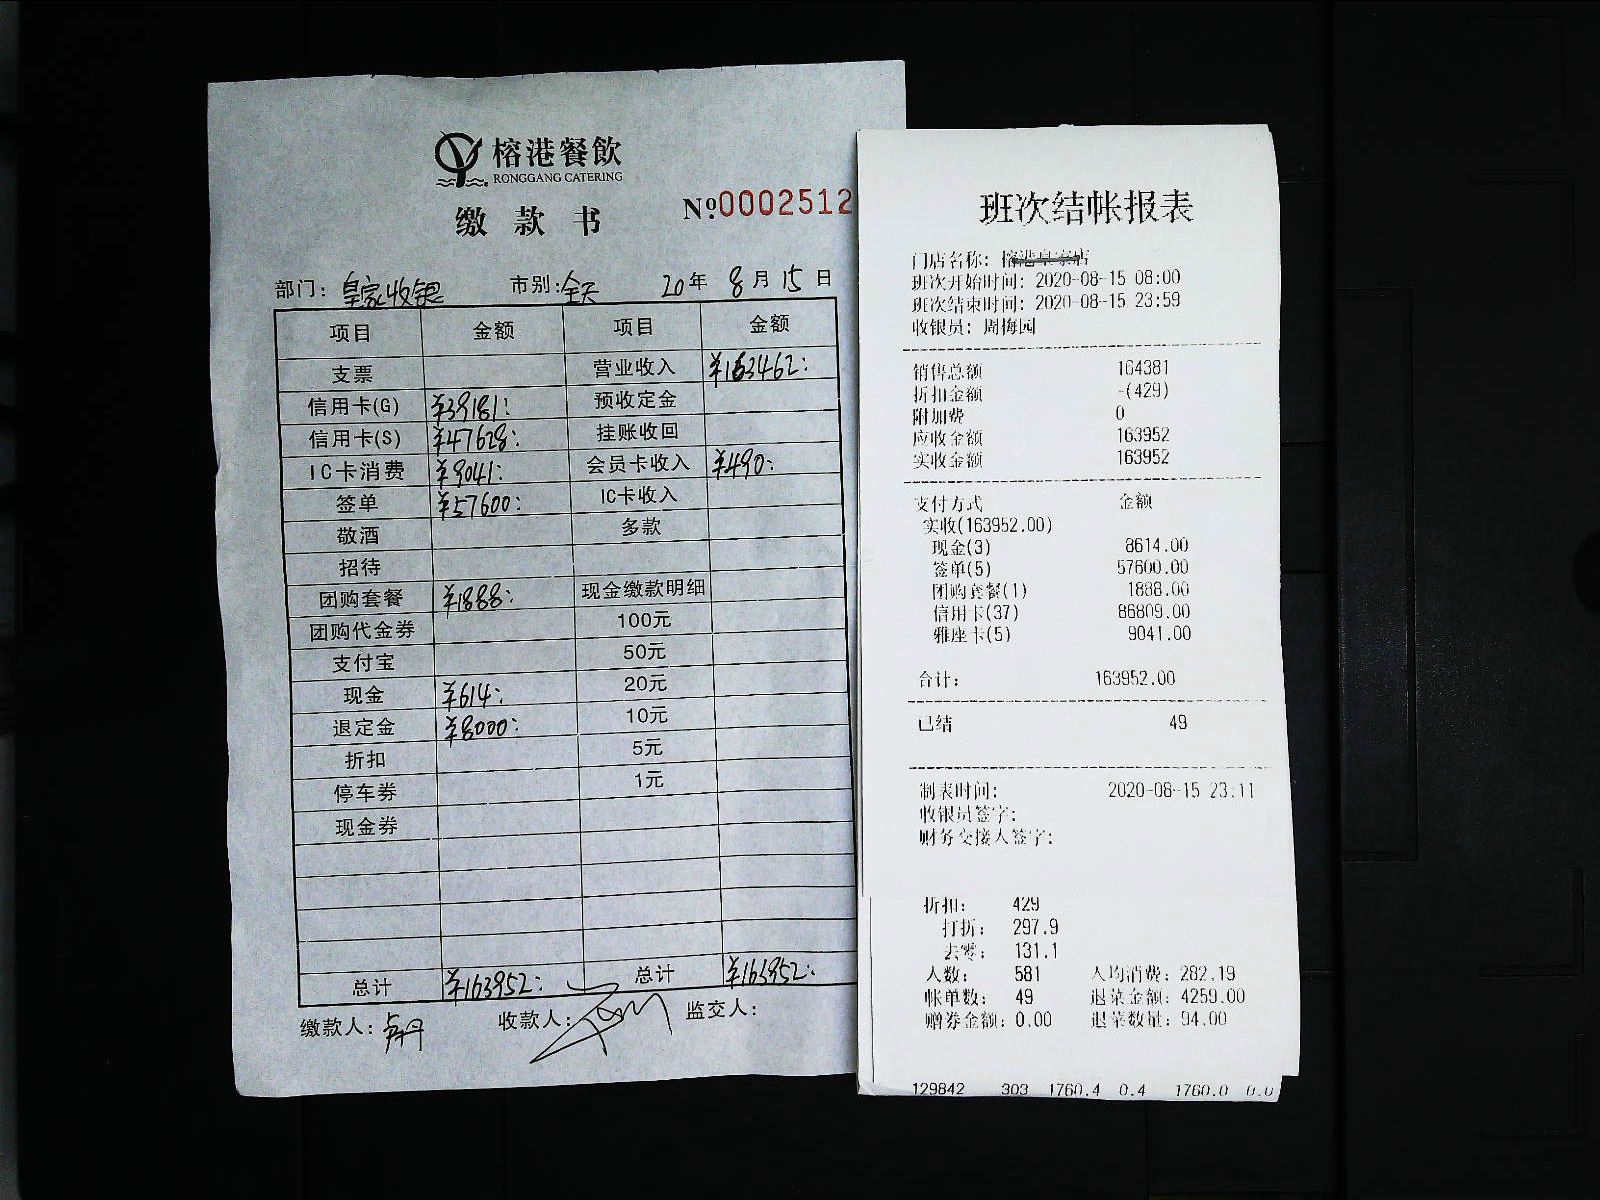 榕港餐飲
RONGGANG CATERING
缴款书
№0002512
部门: 皇家收银 市别: 全天 20年 8月 15日
项目 金额 项目 金额
支票 营业收入 ¥163462:
信用卡(G) ¥39181: 预收定金
信用卡(S) ¥47628: 挂账收回
IC卡消费 ¥9041: 会员卡收入 ¥490:
签单 ¥57600: IC卡收入
敬酒 多款
招待
团购套餐 ¥1888: 现金缴款明细
团购代金券 100元
支付宝 50元
现金 ¥614: 20元
退定金 ¥8000: 10元
折扣 5元
停车券 1元
现金券
总计 ¥163952: 总计 ¥163952:
缴款人: 收款人: 监交人:
班次结帐报表
门店名称: 榕港皇家店
班次开始时间: 2020-08-15 08:00
班次结束时间: 2020-08-15 23:59
收银员: 周梅园
销售总额 164381
折扣金额 -(429)
附加费 0
应收金额 163952
实收金额 163952
支付方式 金额
实收(163952.00)
现金(3) 8614.00
签单(5) 57600.00
团购套餐(1) 1888.00
信用卡(37) 86809.00
雅座卡(5) 9041.00
合计: 163952.00
已结 49
制表时间: 2020-08-15 23:11
收银员签字:
财务交接人签字:
折扣: 429
打折: 297.9
去零: 131.1
人数: 581 人均消费: 282.19
帐单数: 49 退菜金额: 4259.00
赠券金额: 0.00 退菜数量: 94.00
129842 303 1760.4 0.4 1760.0 0.0